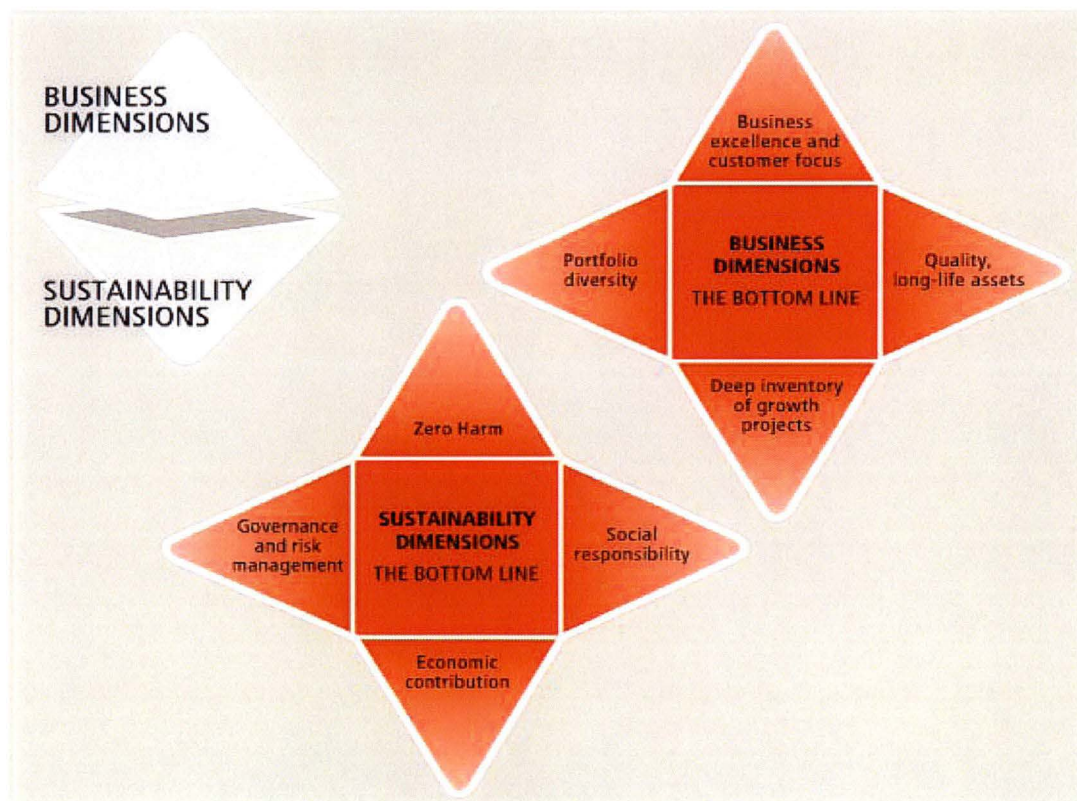 BUSINESS
DIMENSIONS
SUSTAINABILITY
DIMENSIONS
Business
excellence and
customer focus
Portfolio
diversity
BUSINESS
DIMENSIONS
THE BOTTOM LINE
Quality,
long-life assets
Deep inventory
of growth
projects
Zero Harm
Governance
and risk
management
SUSTAINABILITY
DIMENSIONS
THE BOTTOM LINE
Social
responsibility
Economic
contribution